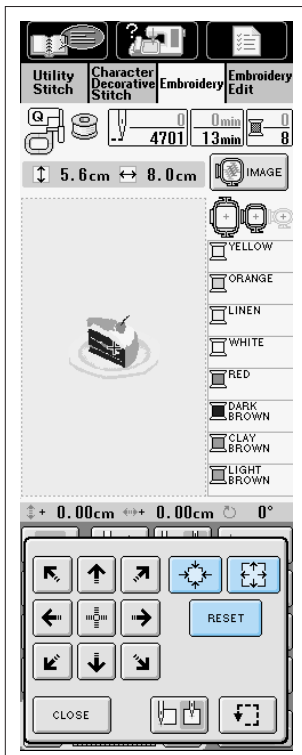 Utility Stitch
Character Decorative Stitch
Embroidery
Embroidery Edit
Q
0
4701
0min
13min
0
8
5.6cm 8.0cm
IMAGE
YELLOW
ORANGE
LINEN
WHITE
RED
DARK BROWN
CLAY BROWN
LIGHT BROWN
+ 0.00cm + 0.00cm 0°
RESET
CLOSE